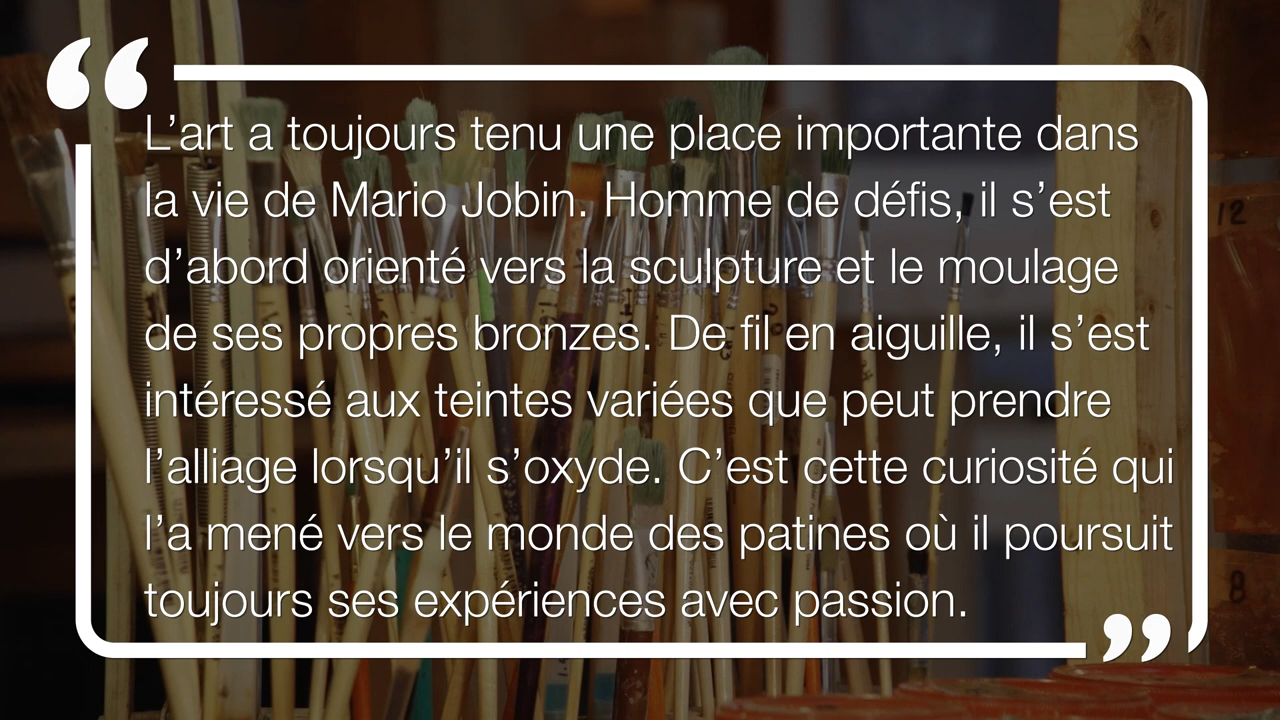 L’art a toujours tenu une place importante dans
la vie de Mario Jobin. Homme de défis, il s’est
d’abord orienté vers la sculpture et le moulage
de ses propres bronzes. De fil en aiguille, il s’est
intéressé aux teintes variées que peut prendre
l’alliage lorsqu’il s’oxyde. C’est cette curiosité qui
l’a mené vers le monde des patines où il poursuit
toujours ses expériences avec passion.
12
8